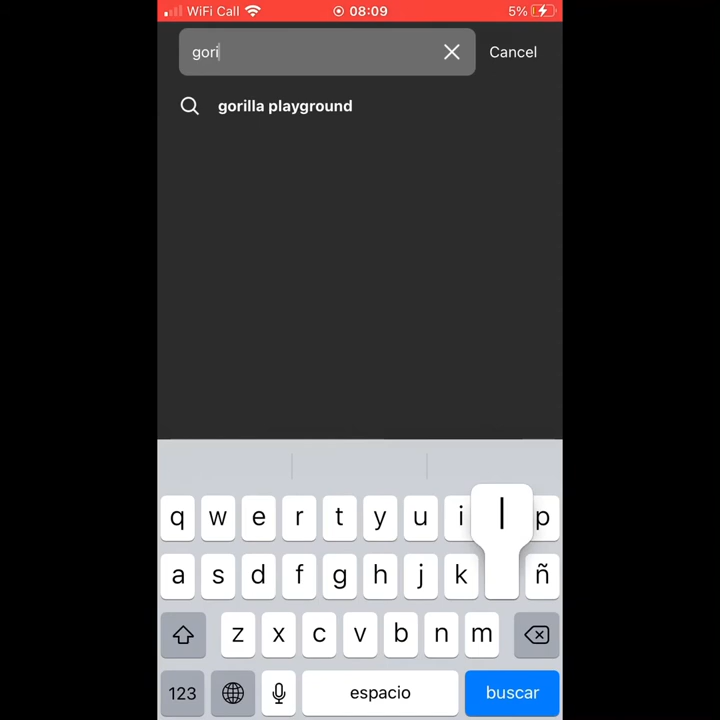 WiFi Call 08:09 5%
gori Cancel
gorilla playground
q w e r t y u i l p
a s d f g h j k ñ
z x c v b n m
123 espacio buscar